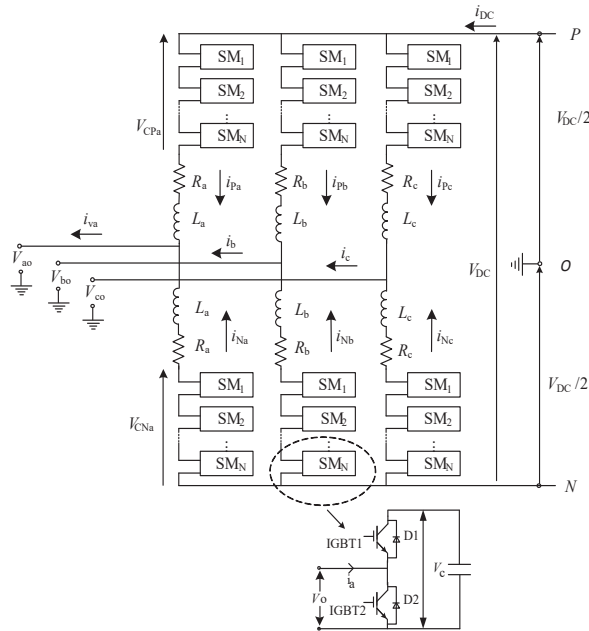 i_DC
P
SM_1 SM_1 SM_1
SM_2 SM_2 SM_2
V_CPa
V_DC/2
SM_N SM_N SM_N
R_a i_Pa R_b i_Pb R_c i_Pc
i_va L_a L_b L_c
i_b i_c
V_ao
V_bo
V_co
V_DC
O
L_a L_b L_c
i_Na i_Nb i_Nc
R_a R_b R_c
V_DC/2
SM_1 SM_1 SM_1
V_CNa
SM_2 SM_2 SM_2
SM_N SM_N SM_N
N
IGBT1 D1
V_c
i_a
Vo
IGBT2 D2